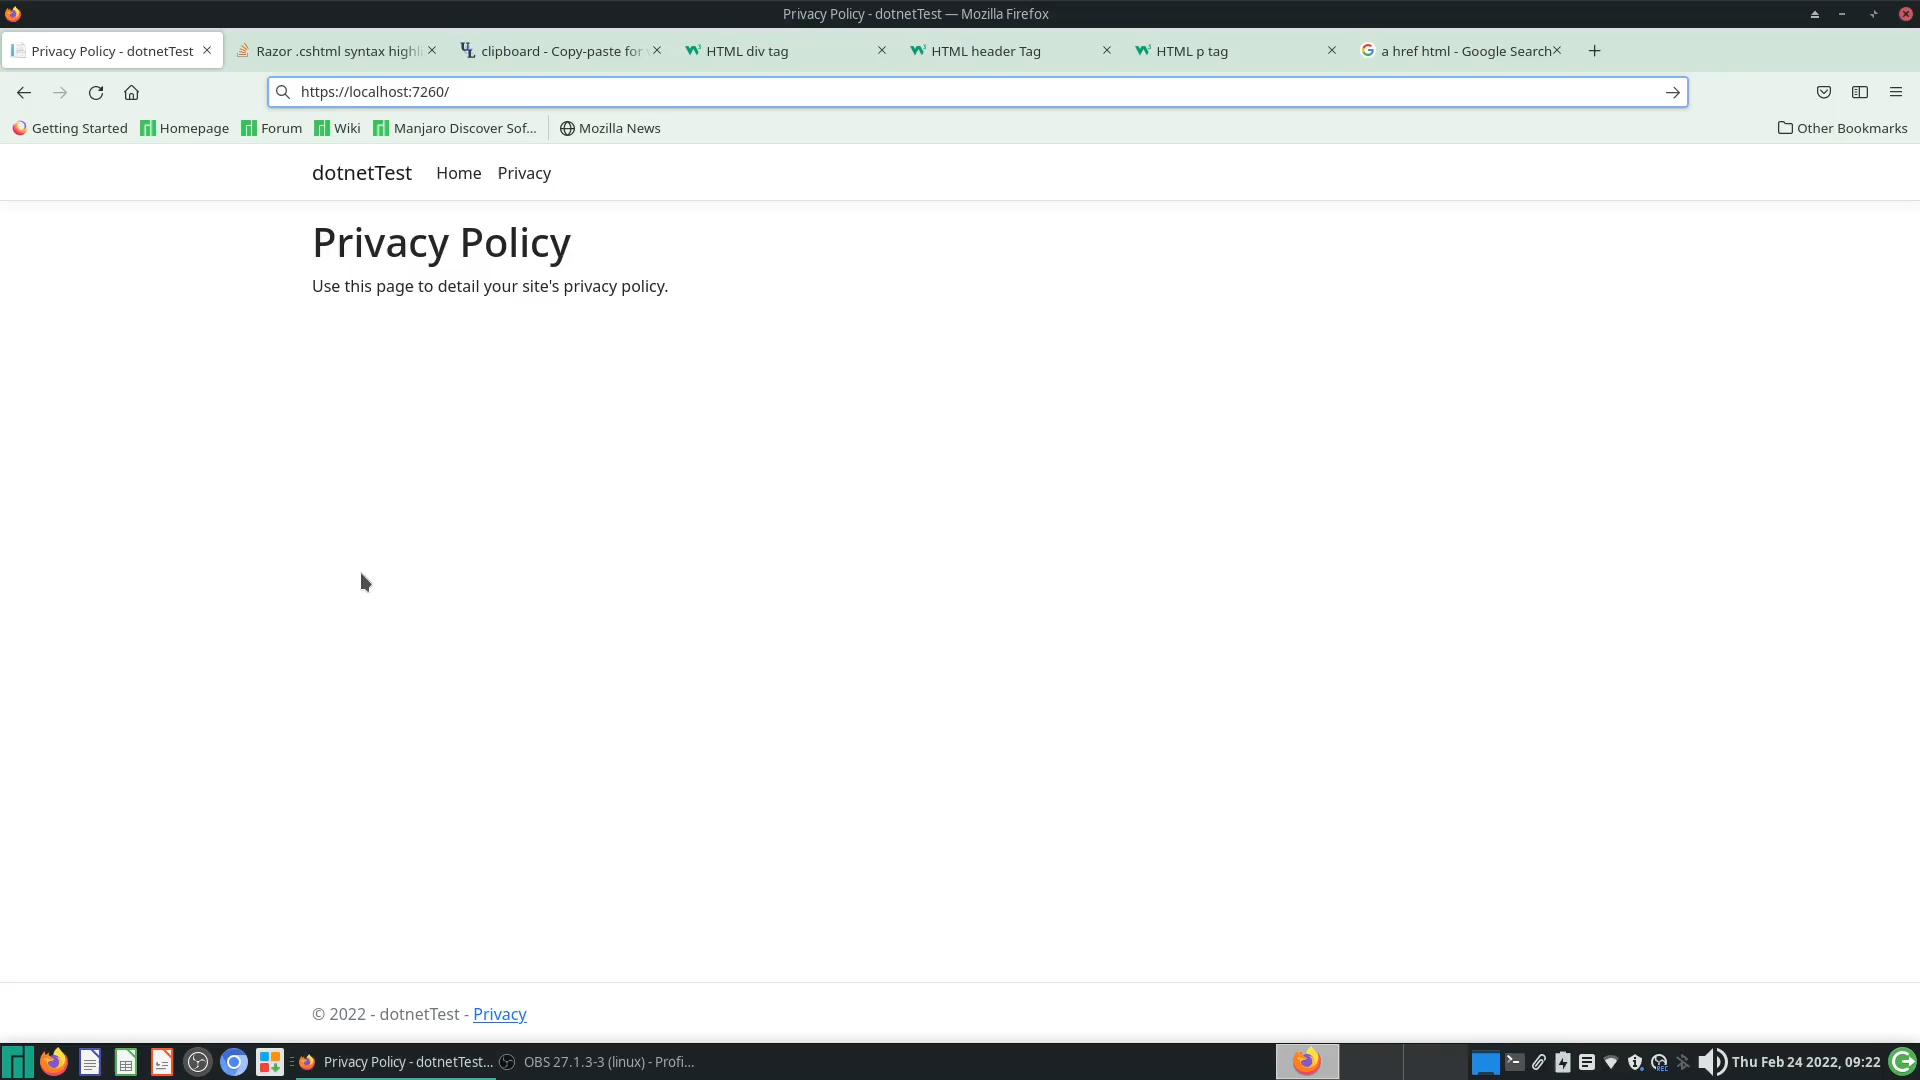 Privacy Policy - dotnetTest — Mozilla Firefox
Privacy Policy - dotnetTest
Razor .cshtml syntax highli
clipboard - Copy-paste for
HTML div tag
HTML header Tag
HTML p tag
a href html - Google Search
https://localhost:7260/
Getting Started
Homepage
Forum
Wiki
Manjaro Discover Sof...
Mozilla News
Other Bookmarks
dotnetTest Home Privacy
Privacy Policy
Use this page to detail your site's privacy policy.
© 2022 - dotnetTest - Privacy
Privacy Policy - dotnetTest...
OBS 27.1.3-3 (linux) - Profi...
Thu Feb 24 2022, 09:22